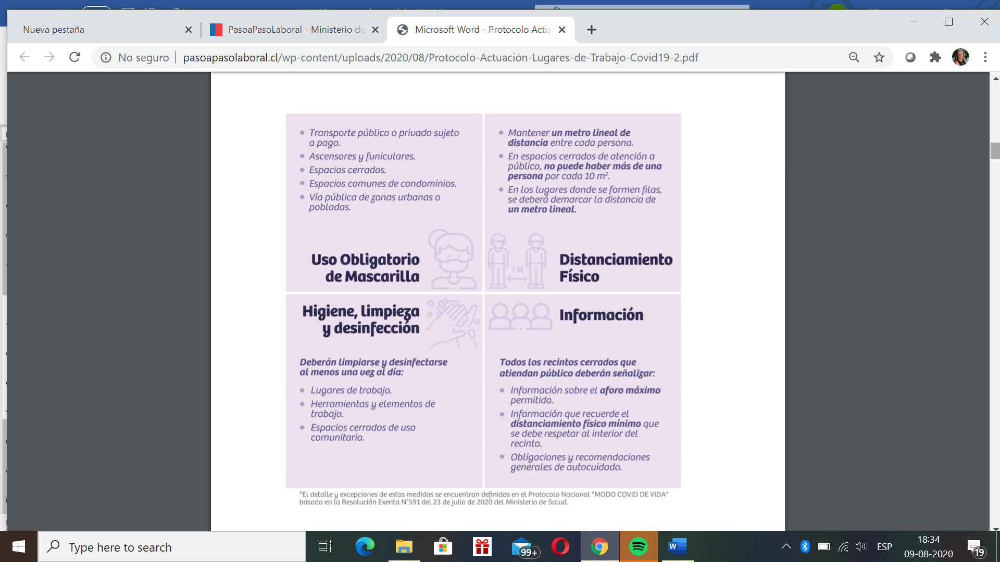 Nueva pestaña
PasoaPasoLaboral - Ministerio de
Microsoft Word - Protocolo Actu
No seguro
pasoapasolaboral.cl/wp-content/uploads/2020/08/Protocolo-Actuación-Lugares-de-Trabajo-Covid19-2.pdf
• Transporte público o privado sujeto
a pago.
• Ascensores y funiculares.
• Espacios cerrados.
• Espacios comunes de condominios.
• Vía pública de zonas urbanas o
pobladas.
Uso Obligatorio
de Mascarilla
• Mantener un metro lineal de
distancia entre cada persona.
• En espacios cerrados de atención a
público, no puede haber más de una
persona por cada 10 m².
• En los lugares donde se formen filas,
se deberá demarcar la distancia de
un metro lineal.
1 M
Distanciamiento
Físico
Higiene, limpieza
y desinfección
Deberán limpiarse y desinfectarse
al menos una vez al día:
• Lugares de trabajo.
• Herramientas y elementos de
trabajo.
• Espacios cerrados de uso
comunitario.
Información
Todos los recintos cerrados que
atiendan público deberán señalizar:
• Información sobre el aforo máximo
permitido.
• Información que recuerde el
distanciamiento físico mínimo que
se debe respetar al interior del
recinto.
• Obligaciones y recomendaciones
generales de autocuidado.
*El detalle y excepciones de estas medidas se encuentran definidas en el Protocolo Nacional "MODO COVID DE VIDA"
basado en la Resolución Exenta N°591 del 23 de julio de 2020 del Ministerio de Salud.
Type here to search
99+
W
ESP
18:34
09-08-2020
19